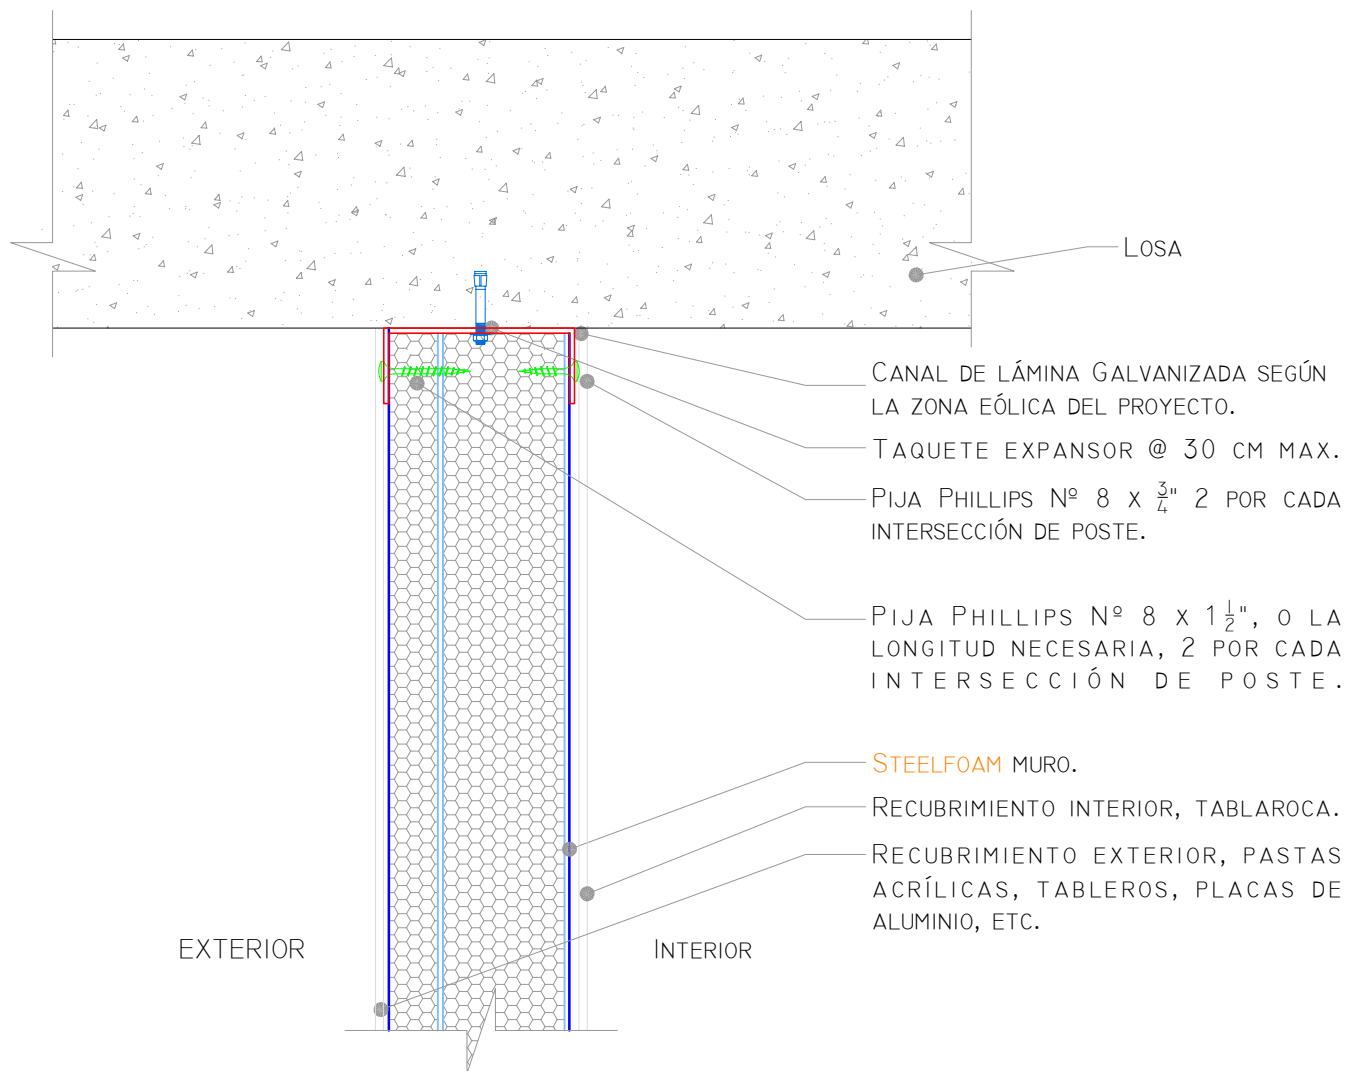 Losa
Canal de lámina Galvanizada según
la zona eólica del proyecto.
Taquete expansor @ 30 cm max.
Pija Phillips Nº 8 x 3/4" 2 por cada
intersección de poste.
Pija Phillips Nº 8 x 1 1/2", o la
longitud necesaria, 2 por cada
intersección de poste.
Steelfoam muro.
Recubrimiento interior, tablaroca.
Recubrimiento exterior, pastas
acrílicas, tableros, placas de
aluminio, etc.
EXTERIOR
Interior